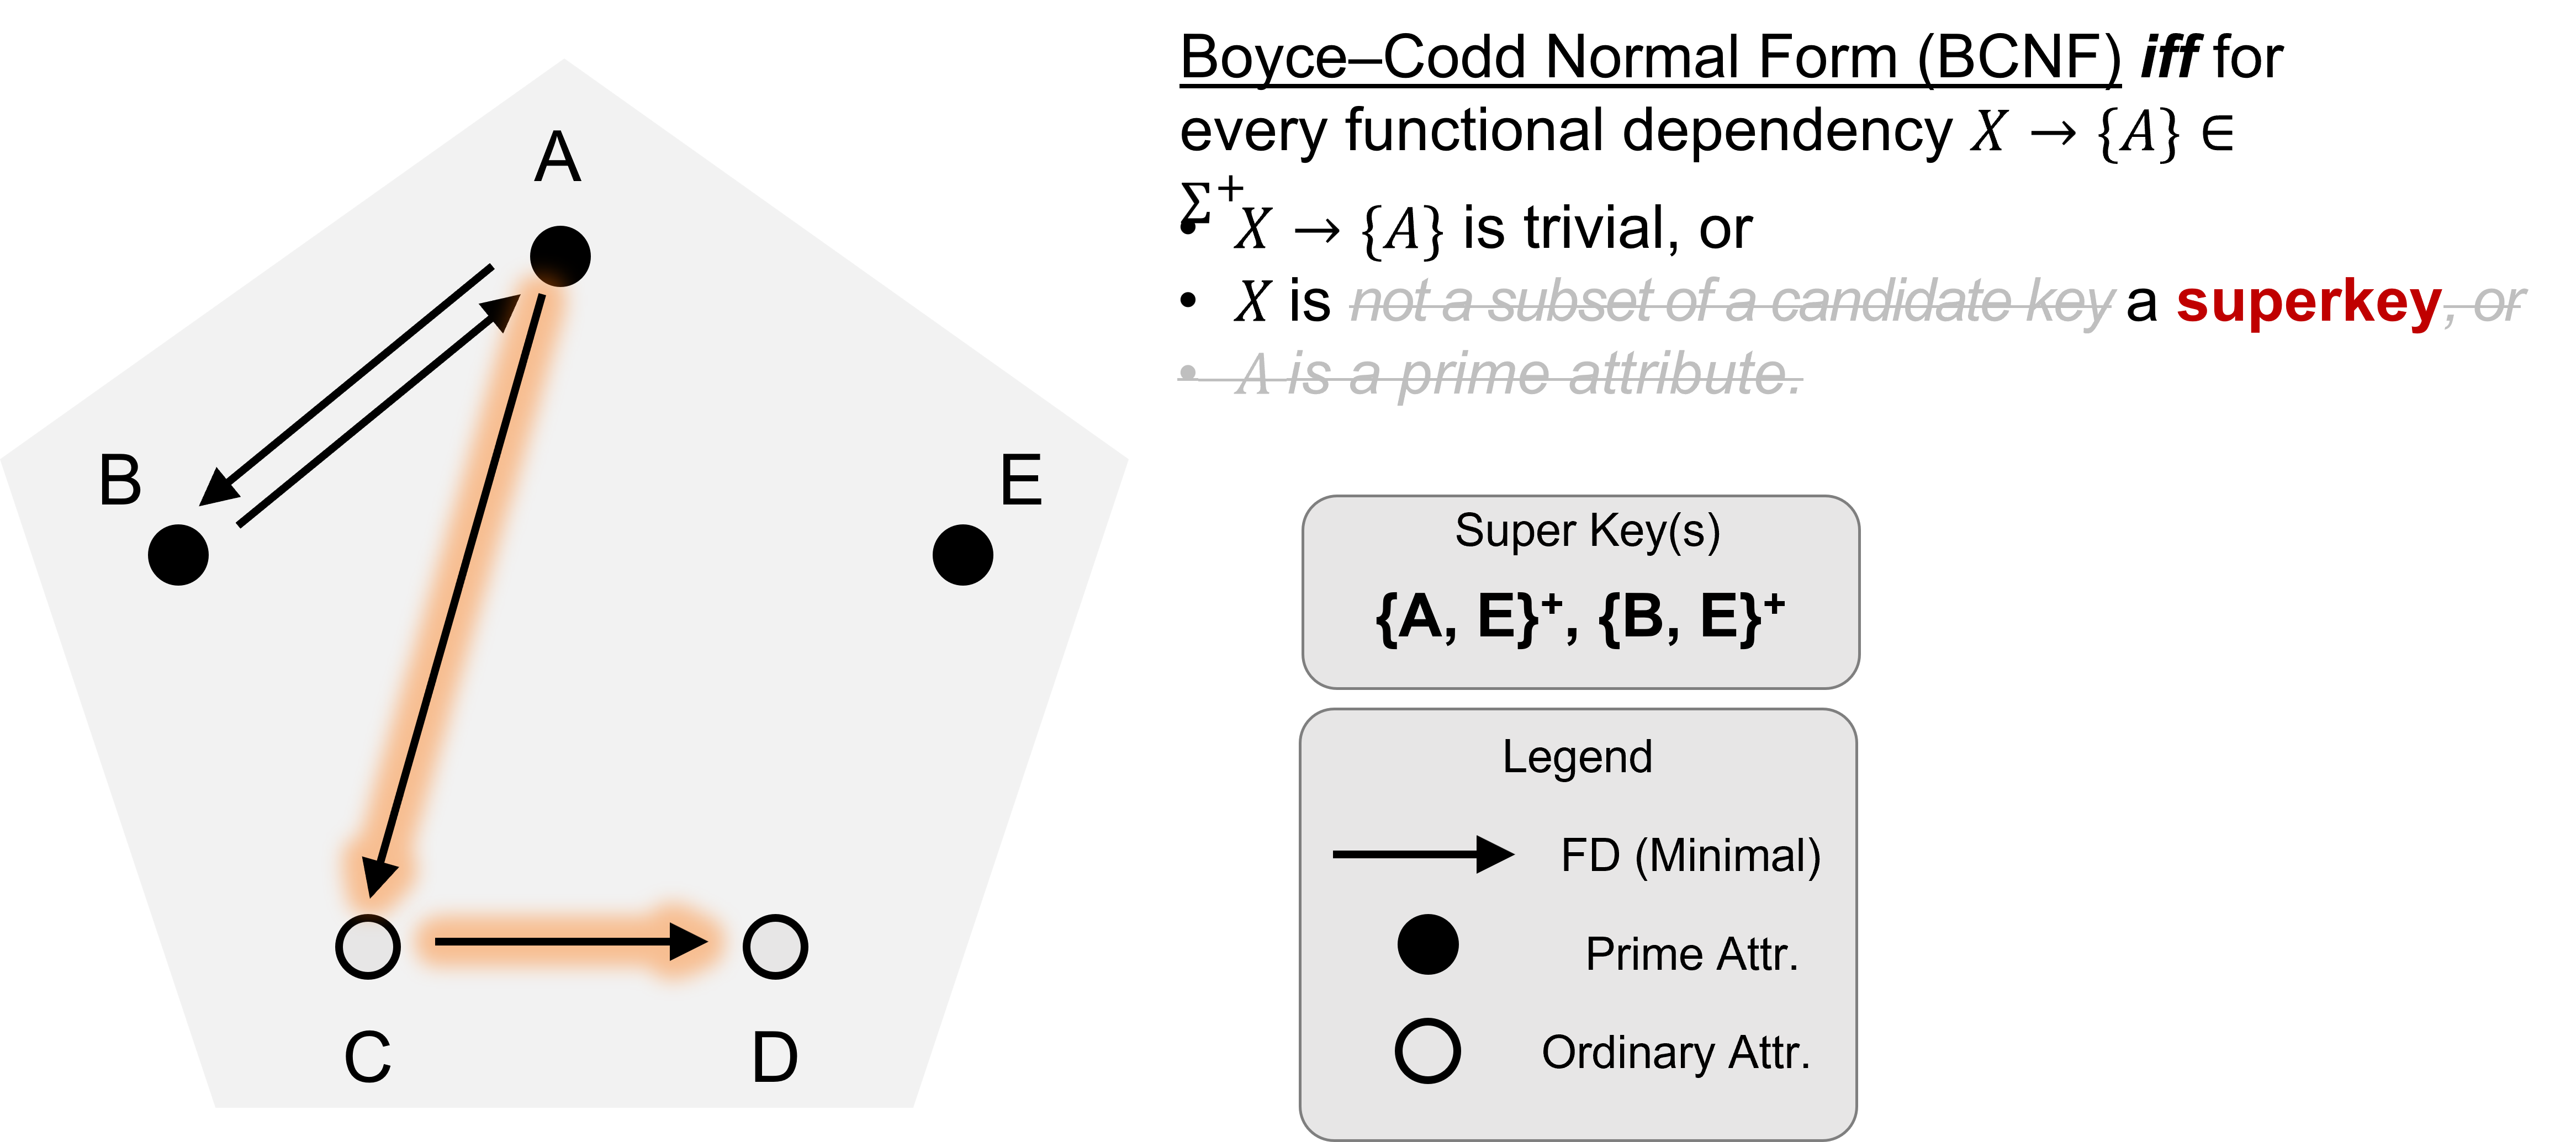 Boyce–Codd Normal Form (BCNF) iff for
every functional dependency X → {A} ∈
Σ⁺
• X → {A} is trivial, or
• X is not a subset of a candidate key a superkey, or
• A is a prime attribute.
A
B
E
C
D
Super Key(s)
{A, E}⁺, {B, E}⁺
Legend
FD (Minimal)
Prime Attr.
Ordinary Attr.